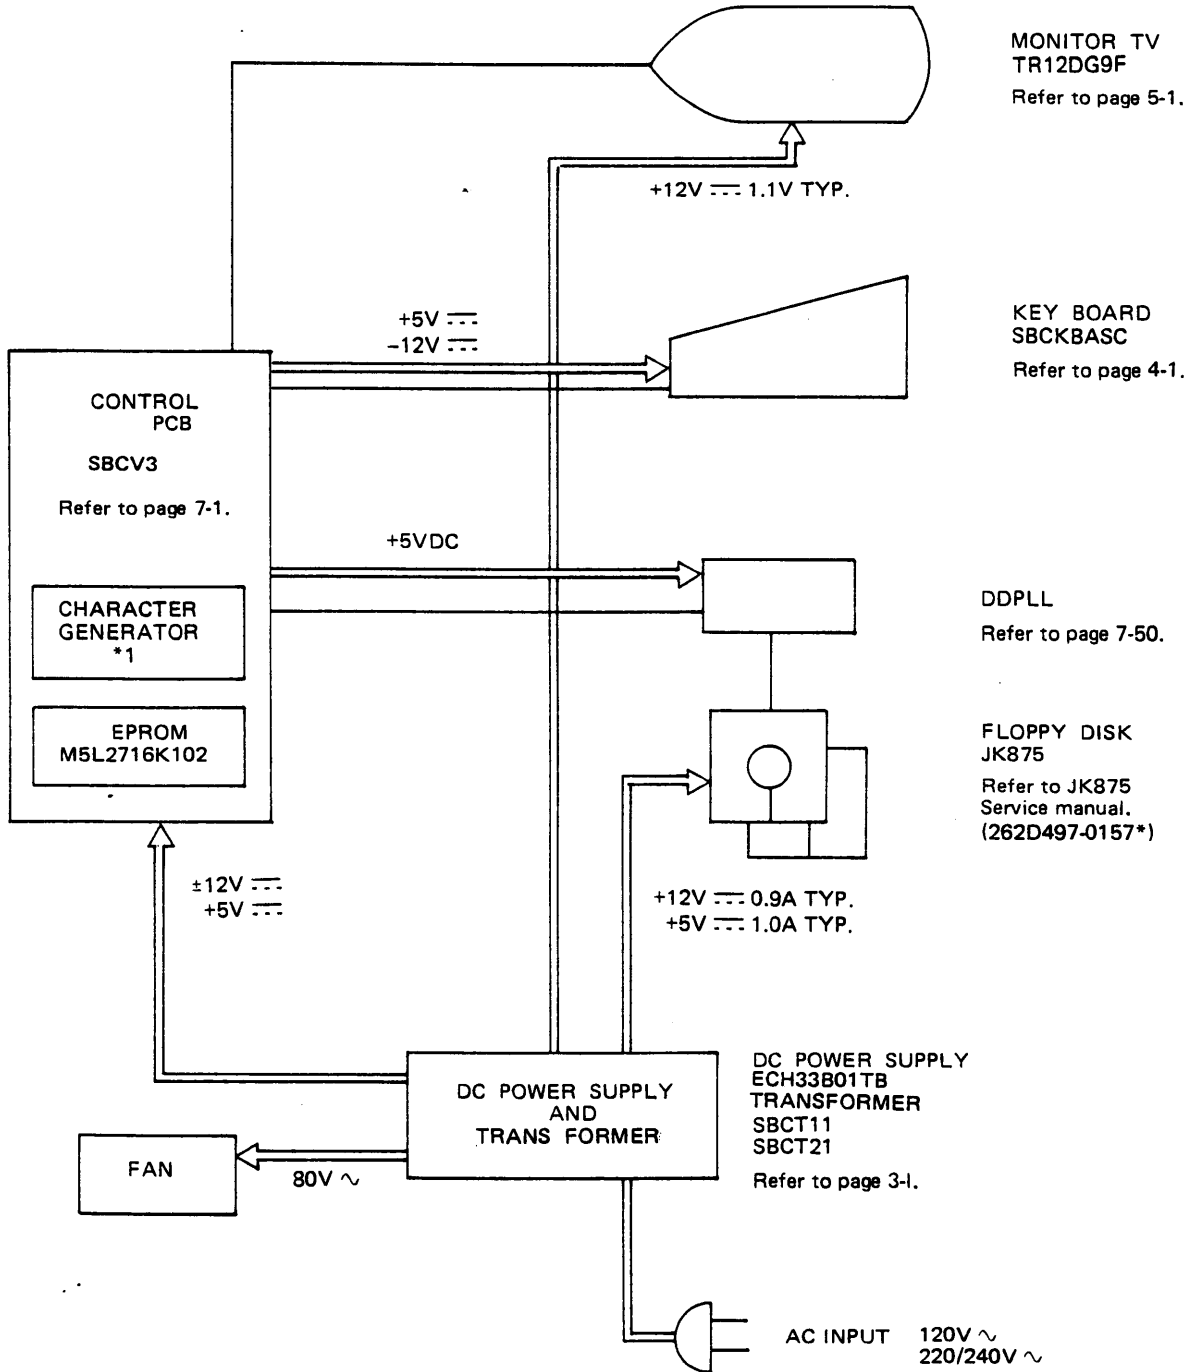 MONITOR TV
TR12DG9F
Refer to page 5-1.
+12V ⎓ 1.1V TYP.
+5V ⎓
-12V ⎓
KEY BOARD
SBCKBASC
Refer to page 4-1.
CONTROL
PCB
SBCV3
Refer to page 7-1.
CHARACTER
GENERATOR
*1
EPROM
M5L2716K102
+5VDC
DDPLL
Refer to page 7-50.
FLOPPY DISK
JK875
Refer to JK875
Service manual.
(262D497-0157*)
±12V ⎓
+5V ⎓
+12V ⎓ 0.9A TYP.
+5V ⎓ 1.0A TYP.
DC POWER SUPPLY
AND
TRANS FORMER
DC POWER SUPPLY
ECH33B01TB
TRANSFORMER
SBCT11
SBCT21
Refer to page 3-I.
FAN
80V ∿
AC INPUT 120V ∿
220/240V ∿